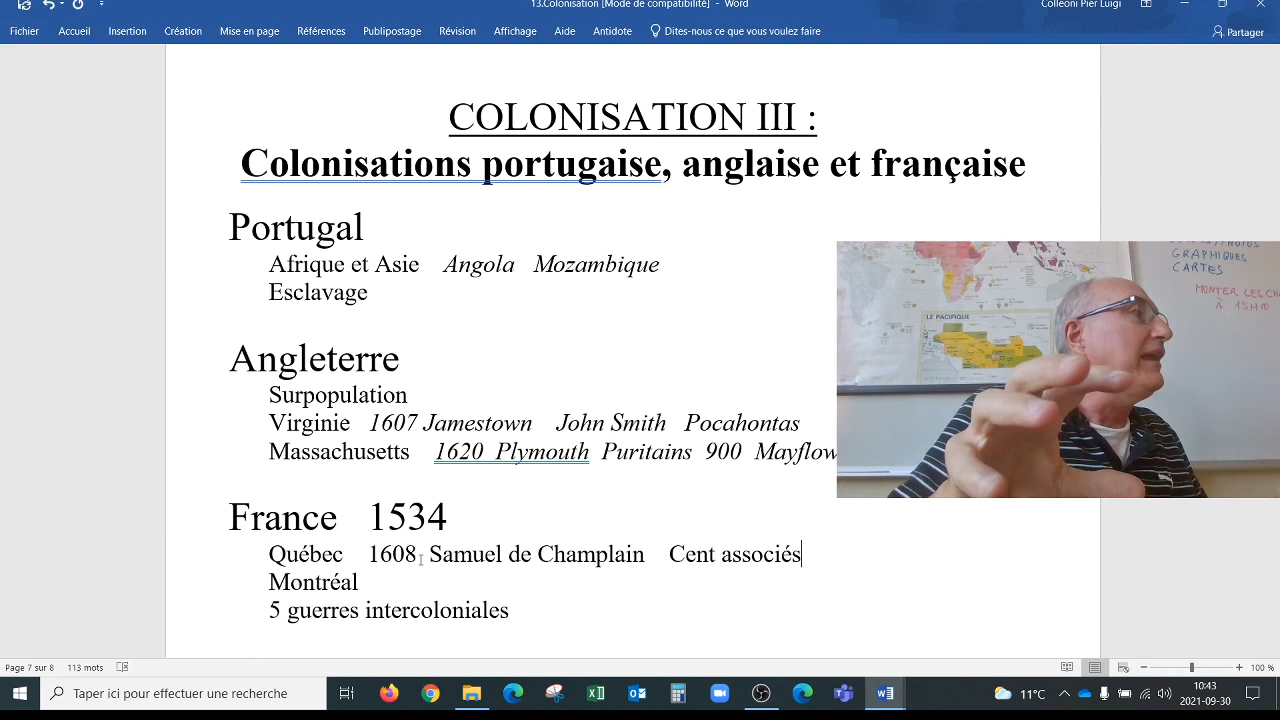 13.Colonisation [Mode de compatibilité] - Word
Colleoni Pier Luigi
Fichier Accueil Insertion Création Mise en page Références Publipostage Révision Affichage Aide Antidote Dites-nous ce que vous voulez faire Partager
COLONISATION III :
Colonisations portugaise, anglaise et française
Portugal
Afrique et Asie Angola Mozambique
Esclavage
Angleterre
Surpopulation
Virginie 1607 Jamestown John Smith Pocahontas
Massachusetts 1620 Plymouth Puritains 900 Mayflow
France 1534
Québec 1608 Samuel de Champlain Cent associés
Montréal
5 guerres intercoloniales
GRAPHIQUES
CARTES
MONTER LES
À 15H10
LE PACIFIQUE
Page 7 sur 8 113 mots 100 %
Taper ici pour effectuer une recherche
11°C
10:43
2021-09-30